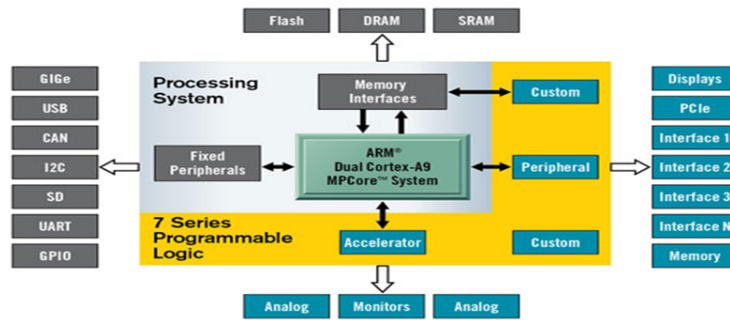 Flash
DRAM
SRAM
GIGe
USB
CAN
I2C
SD
UART
GPIO
Processing
System
Memory
Interfaces
Custom
Fixed
Peripherals
ARM®
Dual Cortex-A9
MPCore™ System
Peripheral
7 Series
Programmable
Logic
Accelerator
Custom
Displays
PCIe
Interface 1
Interface 2
Interface 3
Interface N
Memory
Analog
Monitors
Analog